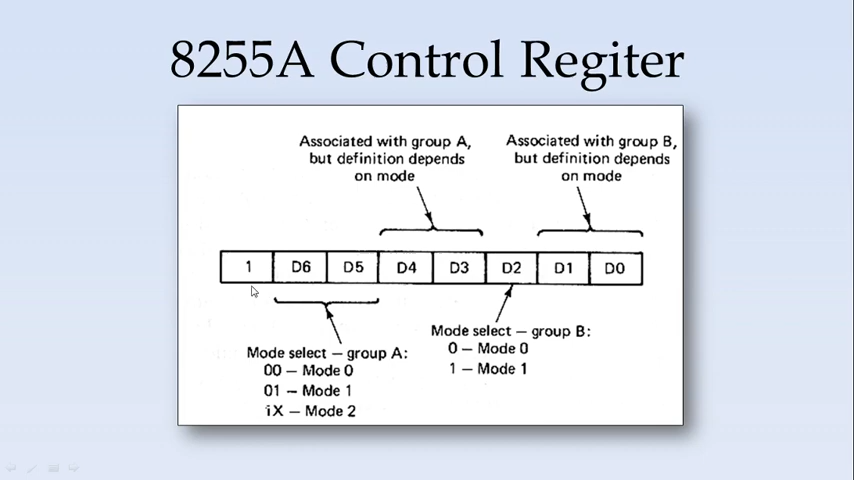 8255A Control Regiter
Associated with group A,
but definition depends
on mode
Associated with group B,
but definition depends
on mode
1 D6 D5 D4 D3 D2 D1 D0
Mode select — group A:
00 — Mode 0
01 — Mode 1
iX — Mode 2
Mode select — group B:
0 — Mode 0
1 — Mode 1